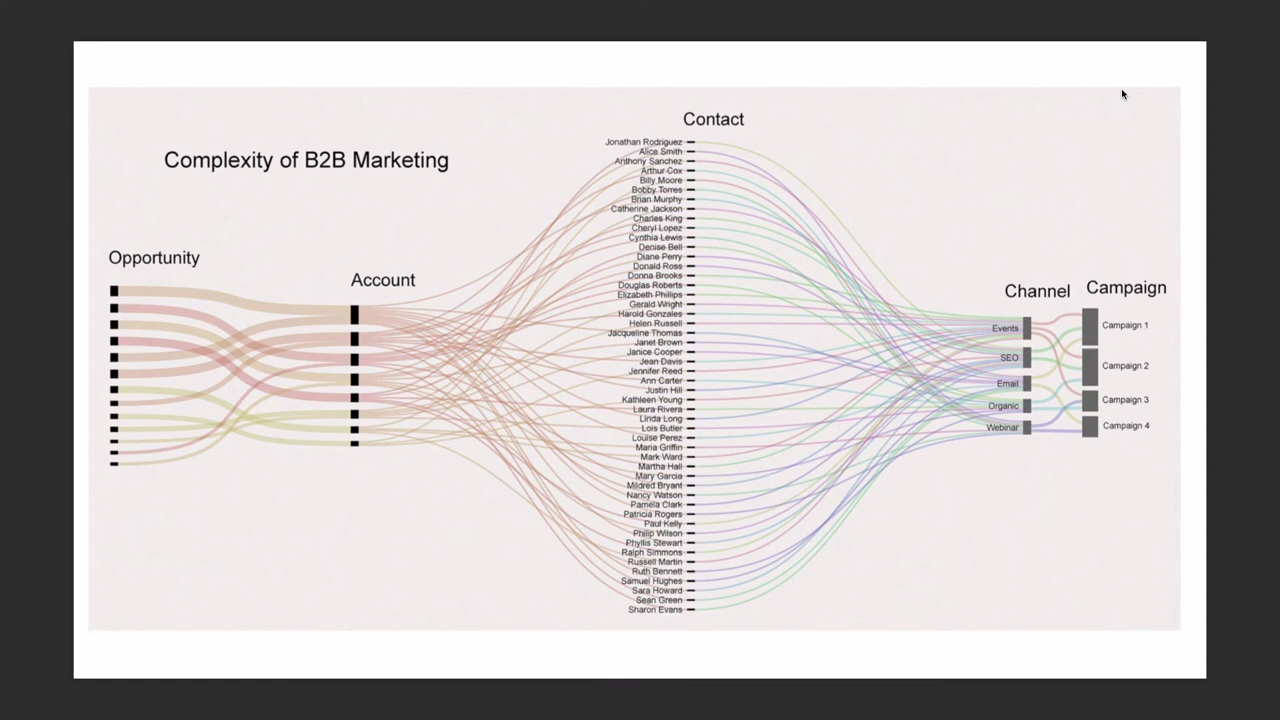 Complexity of B2B Marketing
Opportunity
Account
Contact
Jonathan Rodriguez
Alice Smith
Anthony Sanchez
Arthur Cox
Billy Moore
Bobby Torres
Brian Murphy
Catherine Jackson
Charles King
Cheryl Lopez
Cynthia Lewis
Denise Bell
Diane Perry
Donald Ross
Donna Brooks
Douglas Roberts
Elizabeth Phillips
Gerald Wright
Harold Gonzales
Helen Russell
Jacqueline Thomas
Janet Brown
Janice Cooper
Jean Davis
Jennifer Reed
Ann Carter
Justin Hill
Kathleen Young
Laura Rivera
Linda Long
Lois Butler
Louise Perez
Maria Griffin
Mark Ward
Martha Hall
Mary Garcia
Mildred Bryant
Nancy Watson
Pamela Clark
Patricia Rogers
Paul Kelly
Philip Wilson
Phyllis Stewart
Ralph Simmons
Russell Martin
Ruth Bennett
Samuel Hughes
Sara Howard
Sean Green
Sharon Evans
Channel
Events
SEO
Email
Organic
Webinar
Campaign
Campaign 1
Campaign 2
Campaign 3
Campaign 4